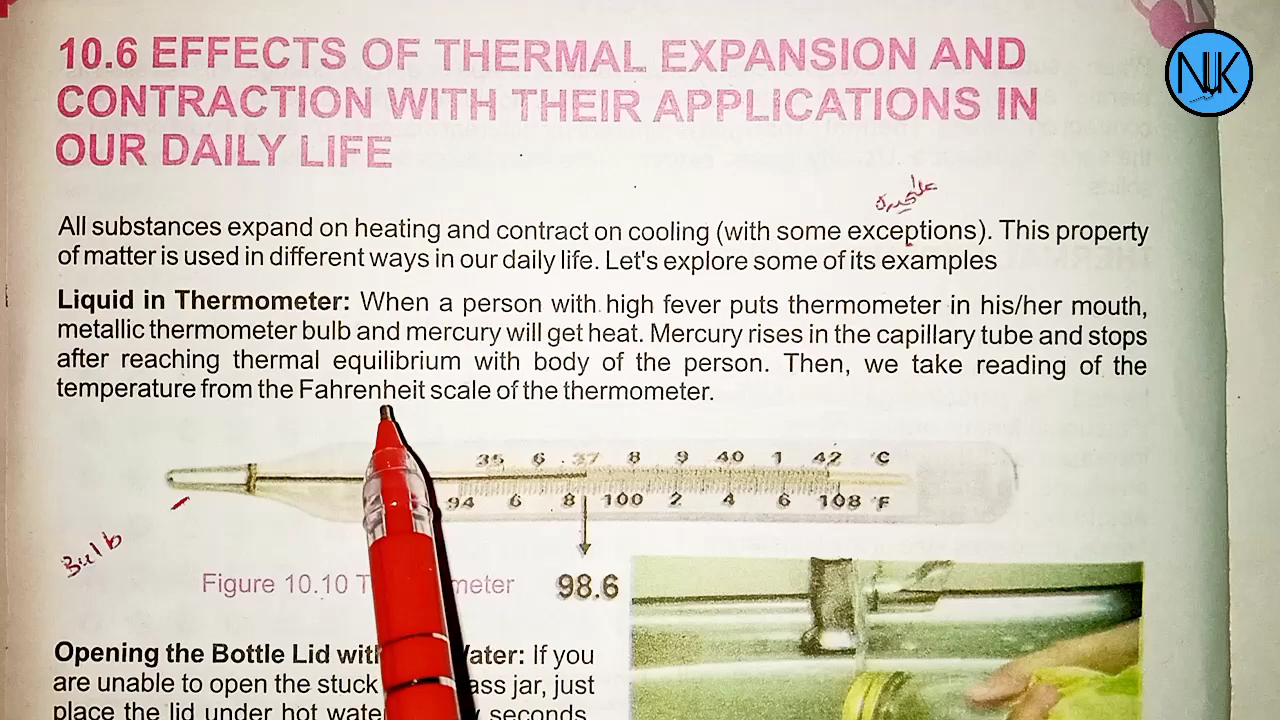 10.6 EFFECTS OF THERMAL EXPANSION AND
CONTRACTION WITH THEIR APPLICATIONS IN
OUR DAILY LIFE
NJK
All substances expand on heating and contract on cooling (with some exceptions). This property
of matter is used in different ways in our daily life. Let's explore some of its examples
Liquid in Thermometer: When a person with high fever puts thermometer in his/her mouth,
metallic thermometer bulb and mercury will get heat. Mercury rises in the capillary tube and stops
after reaching thermal equilibrium with body of the person. Then, we take reading of the
temperature from the Fahrenheit scale of the thermometer.
35 6 37 8 9 40 1 42 °C
94 6 8 100 2 4 6 108 °F
Bulb
Figure 10.10 98.6
Opening the Bottle Lid If you
are unable to open the stuck jar, just
place the lid under hot seconds